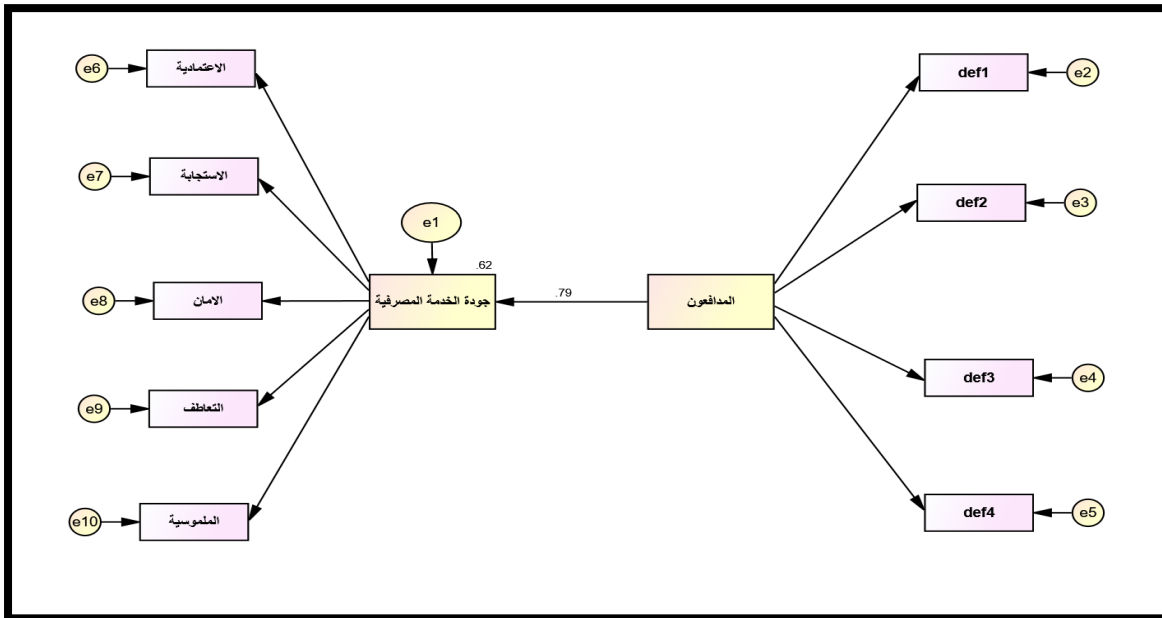 e6
الاعتمادية
def1
e2
e7
الاستجابة
def2
e3
e1
.62
e8
الامان
جودة الخدمة المصرفية
.79
المدافعون
def3
e4
e9
التعاطف
e10
الملموسية
def4
e5